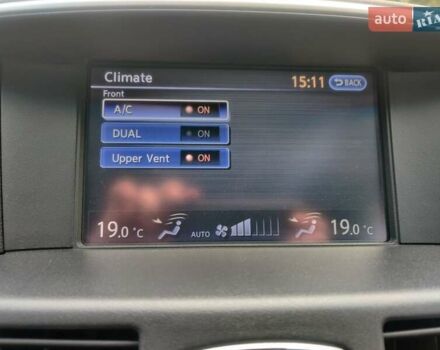 auto RIA
Climate 15:11 BACK
Front
A/C ON
DUAL ON
Upper Vent ON
19.0 °C AUTO 19.0 °C